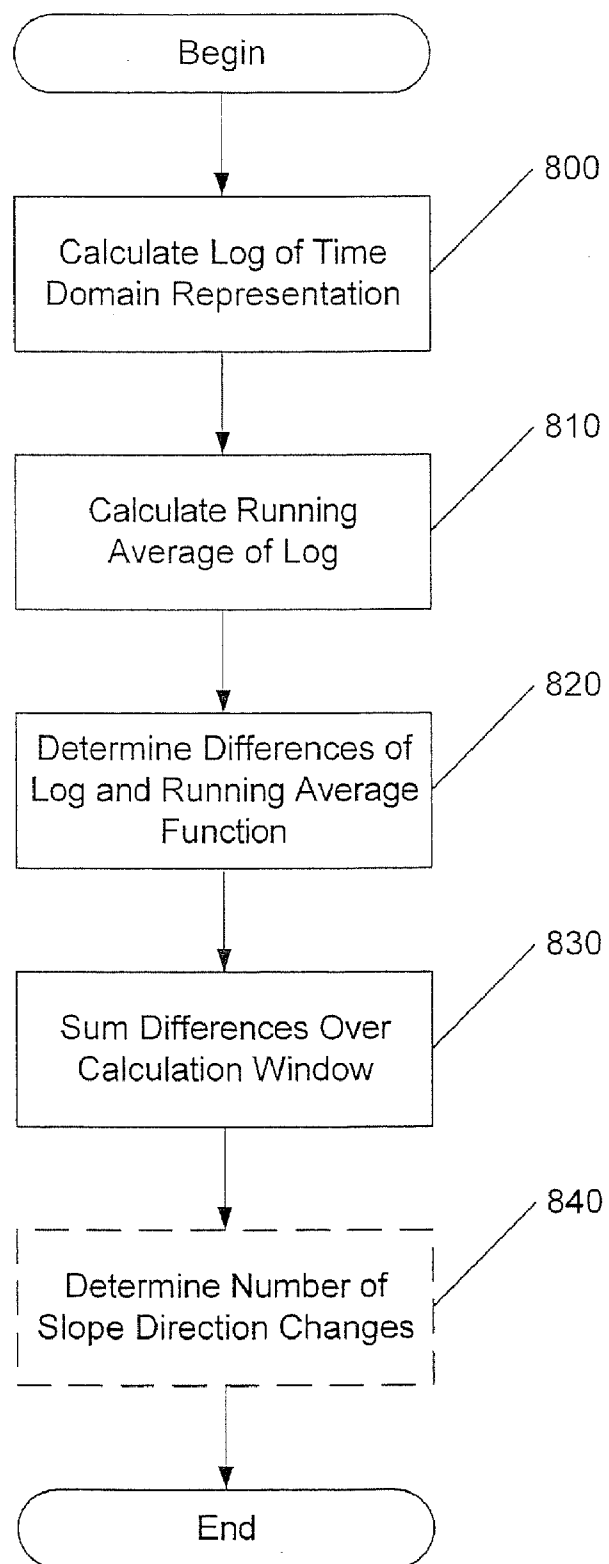 Begin
800
Calculate Log of Time
Domain Representation
810
Calculate Running
Average of Log
820
Determine Differences of
Log and Running Average
Function
830
Sum Differences Over
Calculation Window
840
Determine Number of
Slope Direction Changes
End